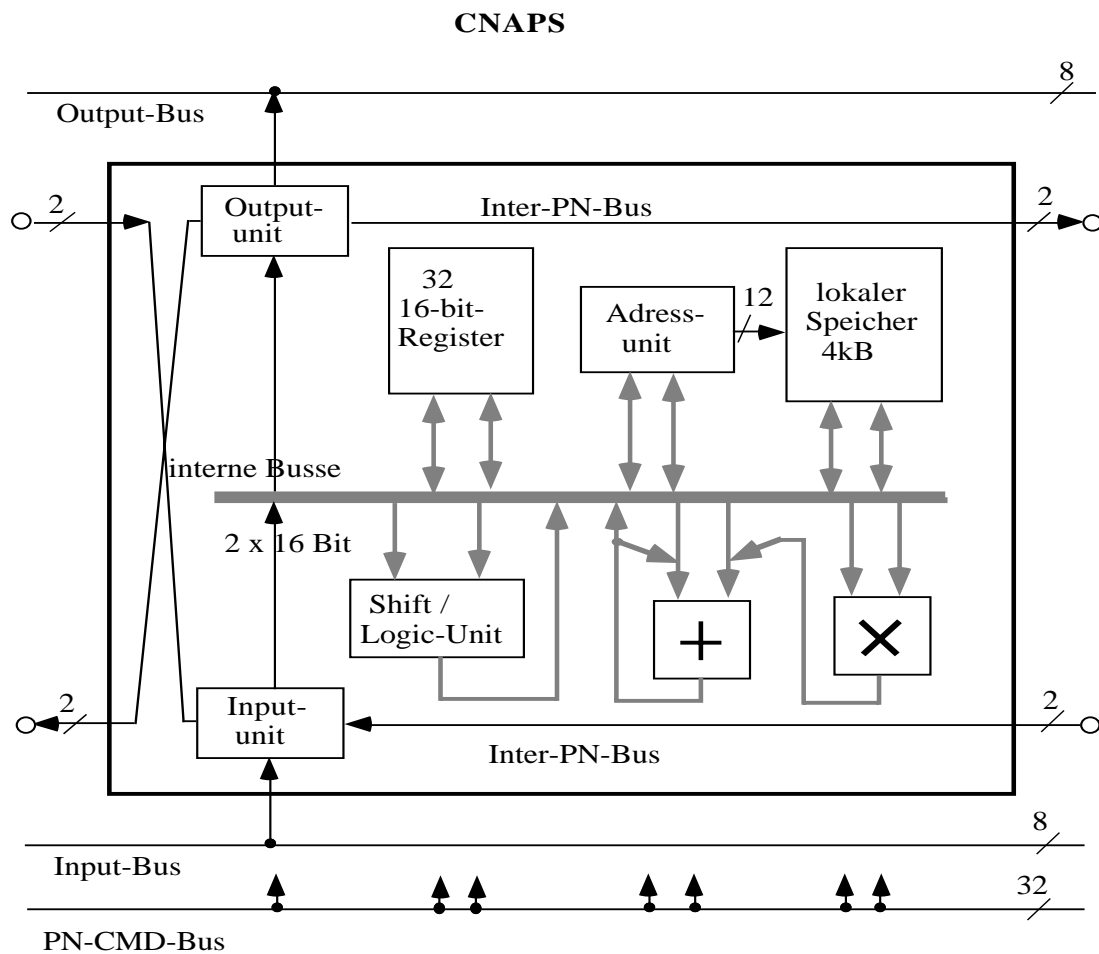 CNAPS
8
Output-Bus
2
Output-
unit
Inter-PN-Bus
2
32
16-bit-
Register
Adress-
unit
12
lokaler
Speicher
4kB
interne Busse
2 x 16 Bit
Shift /
Logic-Unit
+
×
2
Input-
unit
Inter-PN-Bus
2
8
Input-Bus
32
PN-CMD-Bus